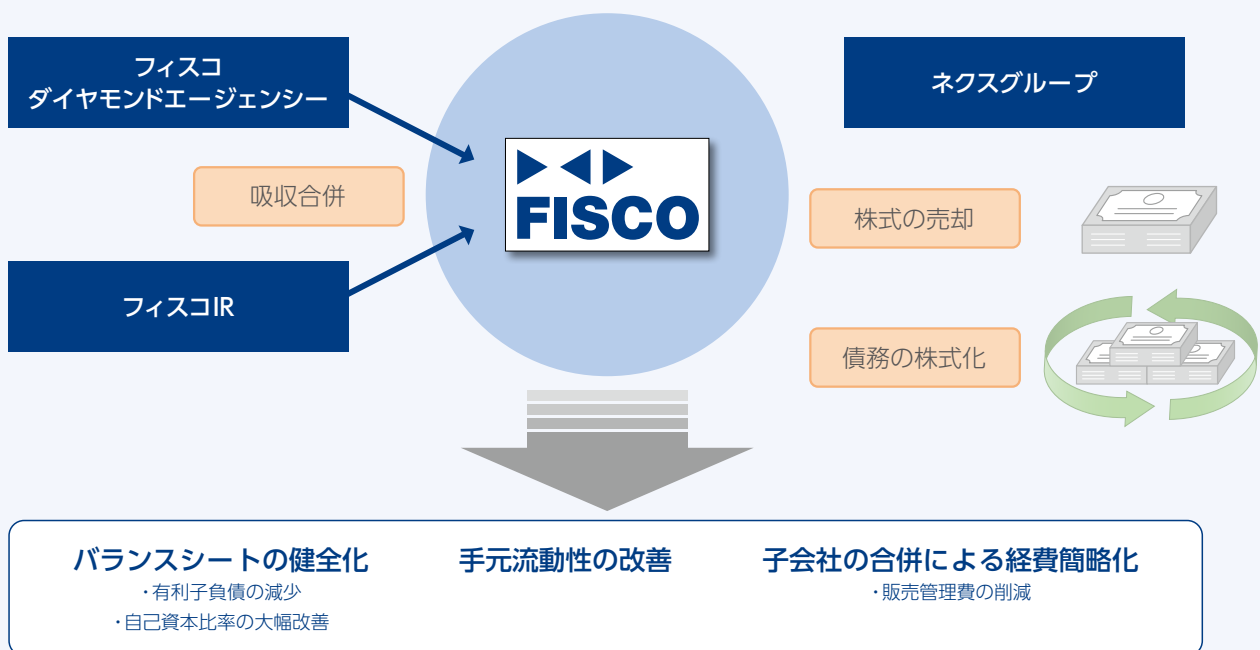 フィスコ
ダイヤモンドエージェンシー
吸収合併
フィスコIR
FISCO
ネクスグループ
株式の売却
債務の株式化
バランスシートの健全化
・有利子負債の減少
・自己資本比率の大幅改善
手元流動性の改善
子会社の合併による経費簡略化
・販売管理費の削減